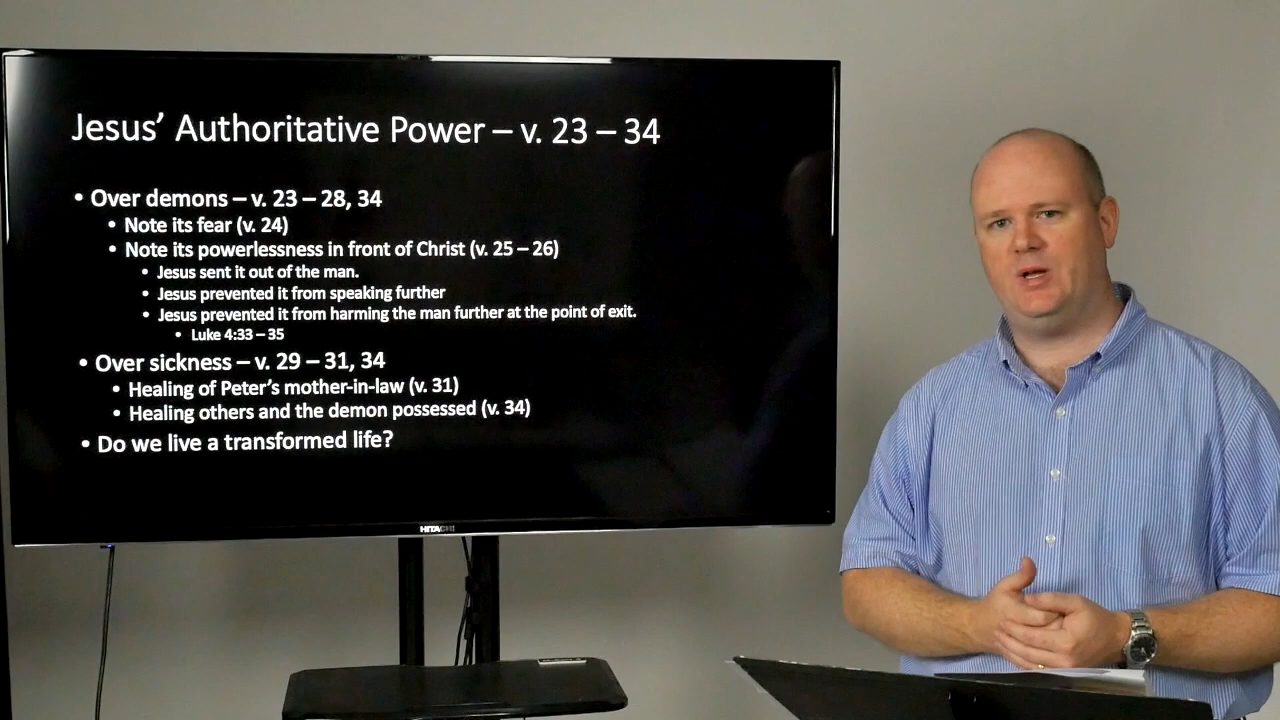 Jesus’ Authoritative Power – v. 23 – 34
• Over demons – v. 23 – 28, 34
• Note its fear (v. 24)
• Note its powerlessness in front of Christ (v. 25 – 26)
• Jesus sent it out of the man.
• Jesus prevented it from speaking further
• Jesus prevented it from harming the man further at the point of exit.
• Luke 4:33 – 35
• Over sickness – v. 29 – 31, 34
• Healing of Peter’s mother-in-law (v. 31)
• Healing others and the demon possessed (v. 34)
• Do we live a transformed life?
HITACHI